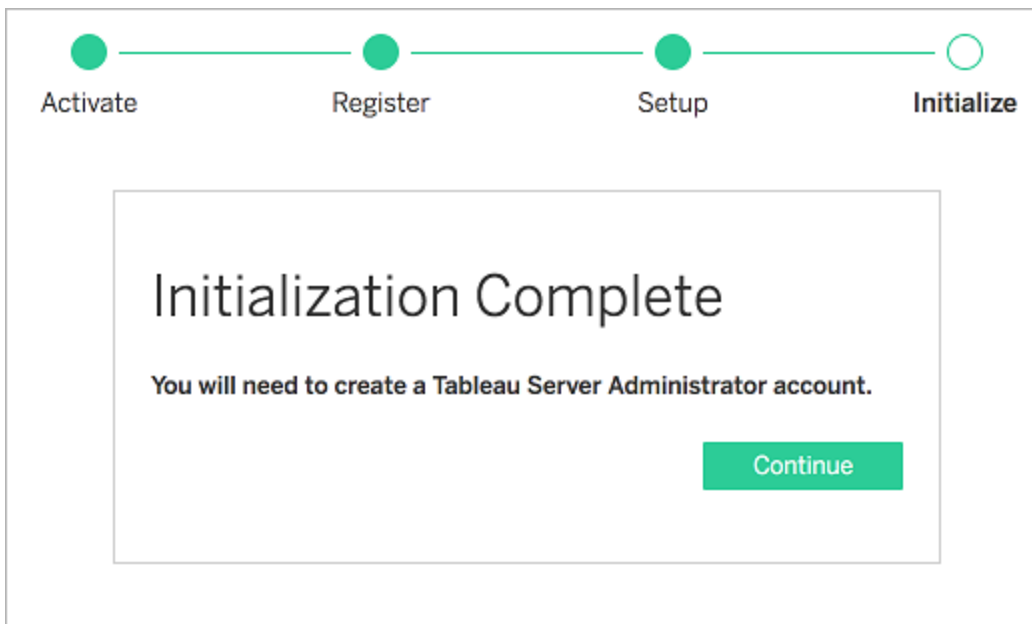 Activate Register Setup Initialize
Initialization Complete
You will need to create a Tableau Server Administrator account.
Continue